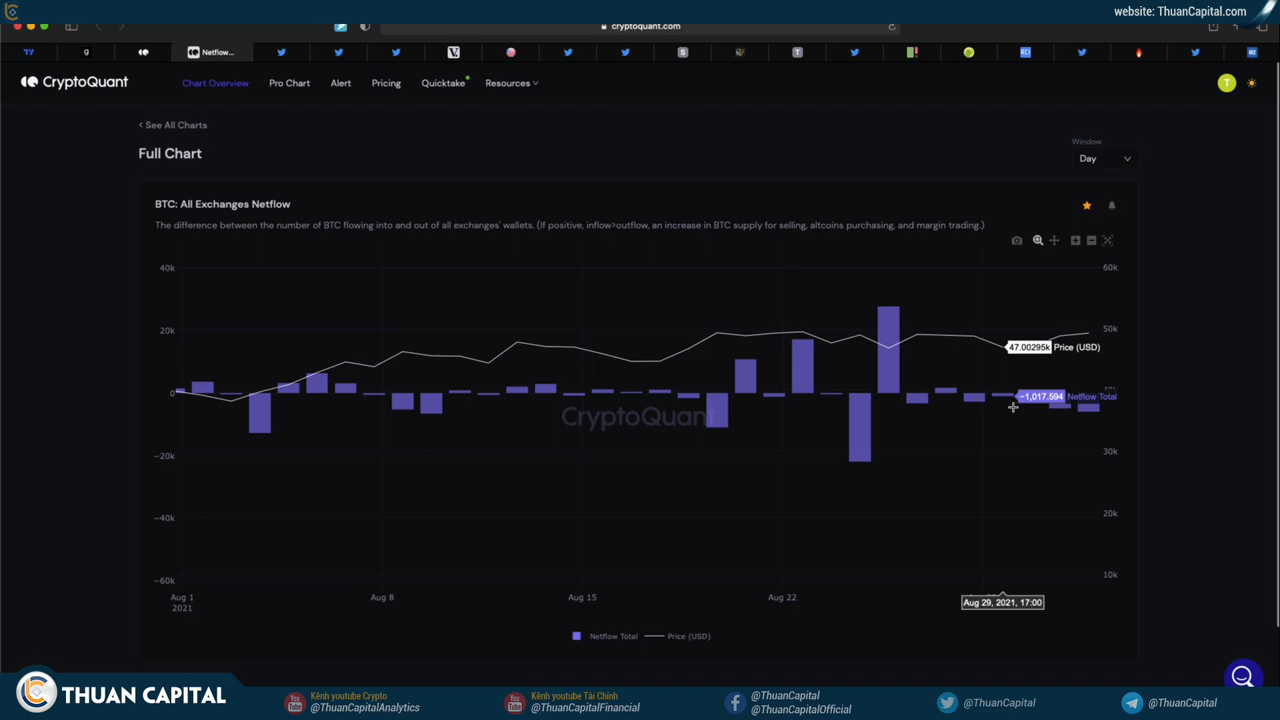 website: ThuanCapital.com
cryptoquant.com
Netflow...
CryptoQuant
Chart Overview
Pro Chart
Alert
Pricing
Quicktake
Resources
< See All Charts
Full Chart
Window
Day
BTC: All Exchanges Netflow
The difference between the number of BTC flowing into and out of all exchanges' wallets. (If positive, inflow>outflow, an increase in BTC supply for selling, altcoins purchasing, and margin trading.)
40k
60k
20k
50k
47.00295k Price (USD)
0
−1,017.594 Netflow Total
CryptoQuant
−20k
30k
−40k
20k
−60k
10k
Aug 1
2021
Aug 8
Aug 15
Aug 22
Aug 29, 2021, 17:00
Netflow Total
Price (USD)
THUAN CAPITAL
Kênh youtube Crypto
@ThuanCapitalAnalytics
Kênh youtube Tài Chính
@ThuanCapitalFinancial
@ThuanCapital
@ThuanCapitalOfficial
@ThuanCapital
@ThuanCapital